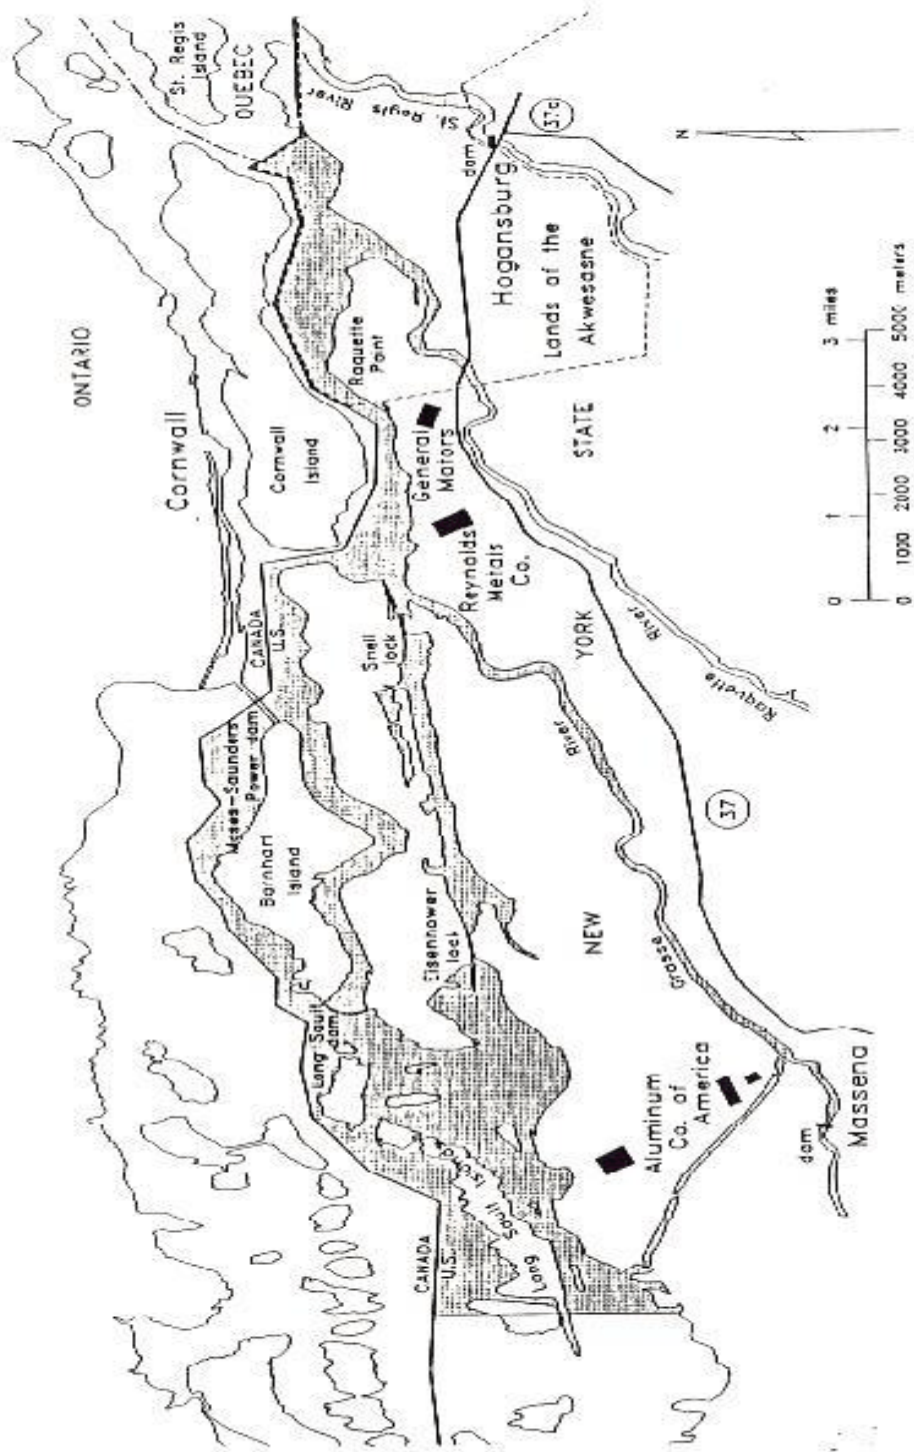 ONTARIO
St. Regis
Island
QUEBEC
Cornwall
Cornwall
Island
CANADA
U.S.
Moses-Saunders
Power dam
Barnhart
Island
Long Sault
dam
CANADA
U.S.
Long Sault Island
Eisenhower
lock
Snell
lock
Raquette
Point
St. Regis River
dam
37C
Hogansburg
Lands of the
Akwesasne
General
Motors
Reynolds
Metals
Co.
STATE
YORK
NEW
Grasse River
Raquette River
37
Aluminum
Co. of
America
dam
Massena
N
0 1 2 3 miles
0 1000 2000 3000 4000 5000 meters